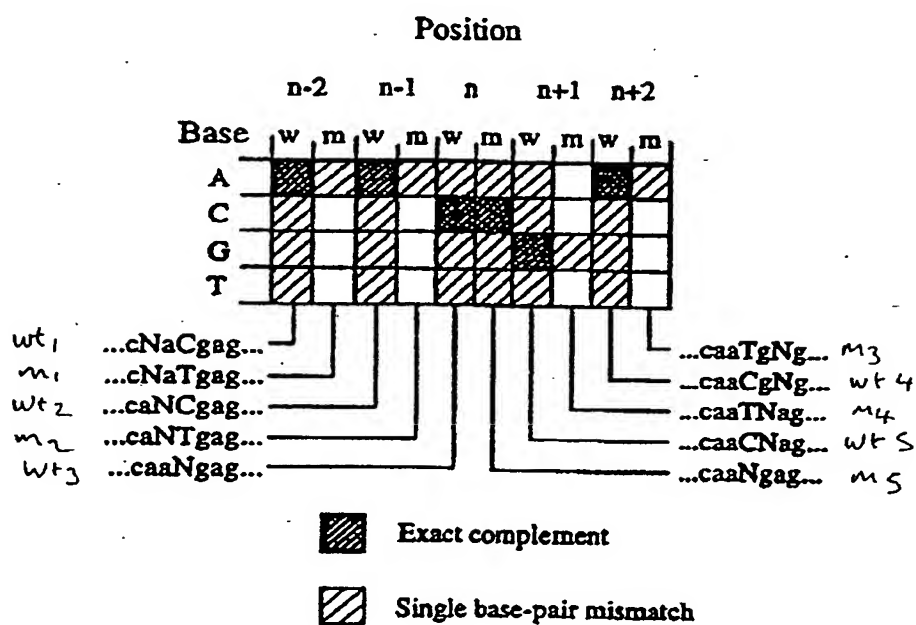 Position
n-2 n-1 n n+1 n+2
Base w m w m w m w m w m
A
C
G
T
wt1 ...cNaCgag...
m1 ...cNaTgag...
wt2 ...caNCgag...
m2 ...caNTgag...
wt3 ...caaNgag...
...caaTgNg... m3
...caaCgNg... wt4
...caaTNag... m4
...caaCNag... wt5
...caaNgag... m5
Exact complement
Single base-pair mismatch